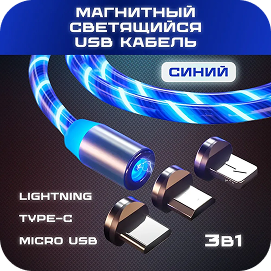 МАГНИТНЫЙ
СВЕТЯЩИЙСЯ
USB КАБЕЛЬ
СИНИЙ
LIGHTNING
TYPE-C
MICRO USB
3В1